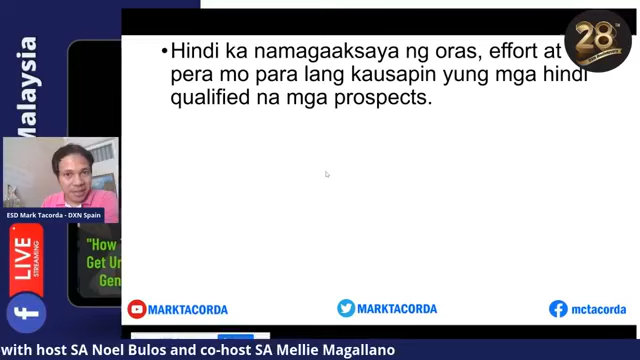 •Hindi ka namagaaksaya ng oras, effort at
pera mo para lang kausapin yung mga hindi
qualified na mga prospects.
28
Malaysia
ESD Mark Tacorda - DXN Spain
LIVE
STREAMING
"How
Get
MARKTACORDA
MARKTACORDA
mctacorda
with host SA Noel Bulos and co-host SA Mellie Magallano